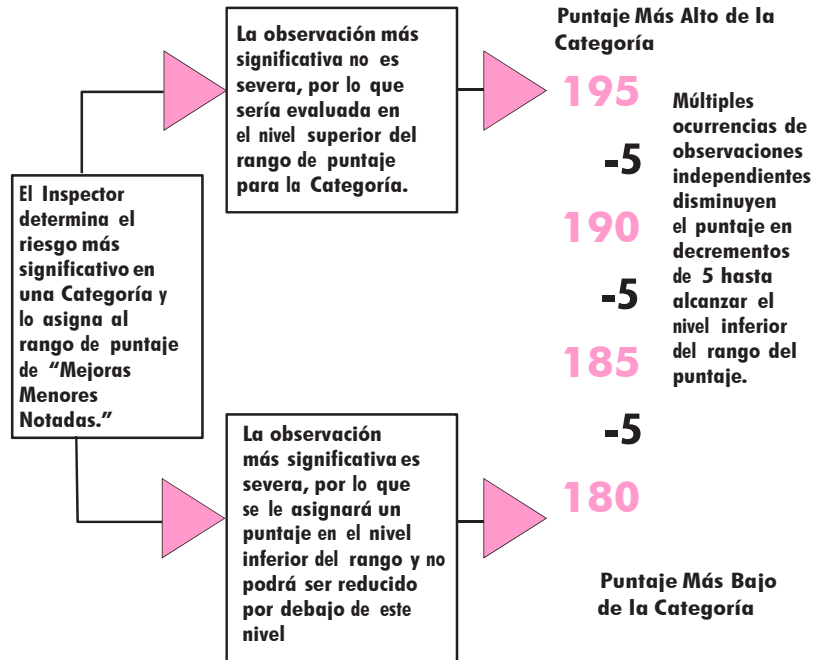 El Inspector
determina el
riesgo más
significativo en
una Categoría y
lo asigna al
rango de puntaje
de “Mejoras
Menores
Notadas.”
La observación más
significativa no es
severa, por lo que
sería evaluada en
el nivel superior del
rango de puntaje
para la Categoría.
La observación
más significativa es
severa, por lo que
se le asignará un
puntaje en el nivel
inferior del rango y no
podrá ser reducido
por debajo de este
nivel
Puntaje Más Alto de la
Categoría
195
-5
190
-5
185
-5
180
Múltiples
ocurrencias de
observaciones
independientes
disminuyen
el puntaje en
decrementos
de 5 hasta
alcanzar el
nivel inferior
del rango del
puntaje.
Puntaje Más Bajo
de la Categoría